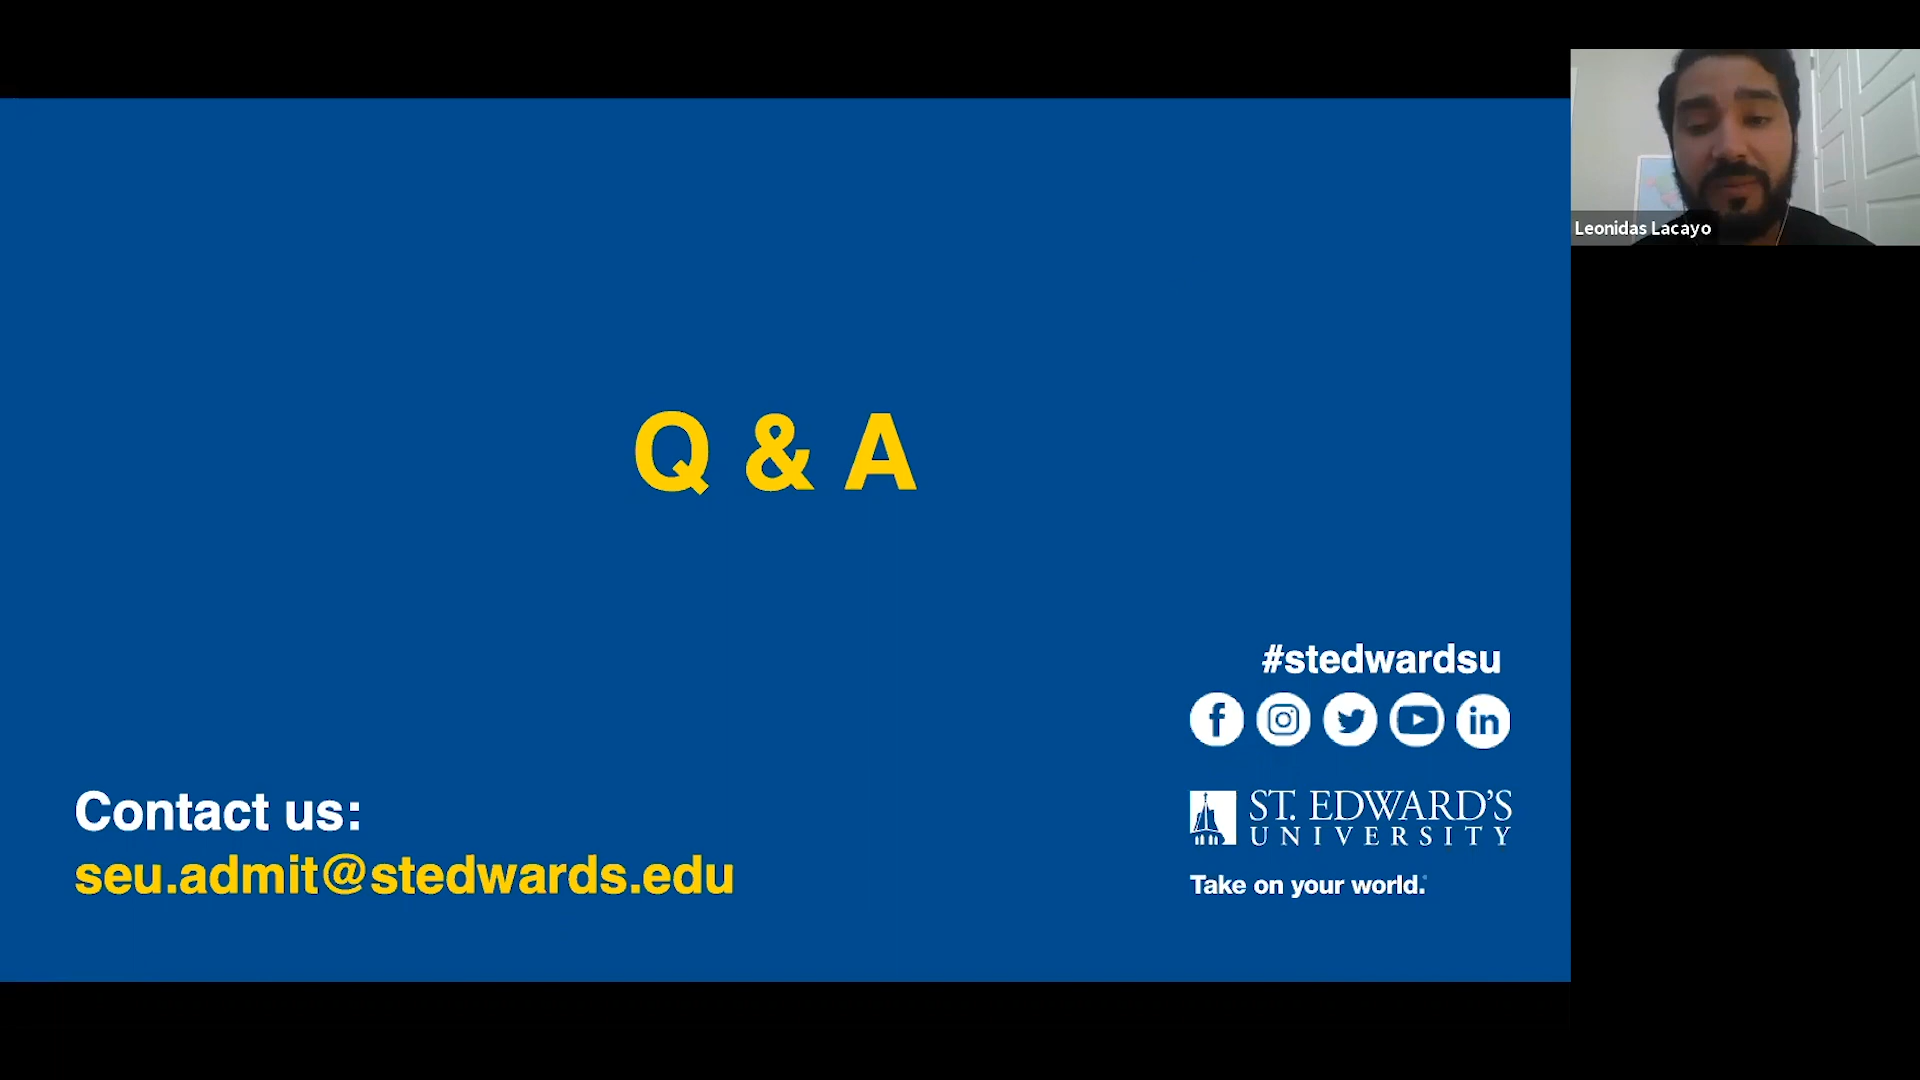 Leonidas Lacayo
Q & A
#stedwardsu
Contact us:
seu.admit@stedwards.edu
ST. EDWARD'S
UNIVERSITY
Take on your world.